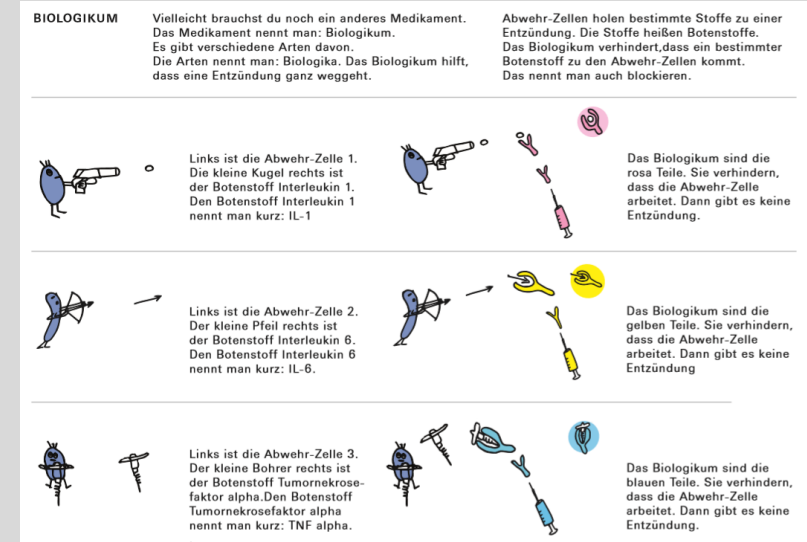 BIOLOGIKUM
Vielleicht brauchst du noch ein anderes Medikament.
Das Medikament nennt man: Biologikum.
Es gibt verschiedene Arten davon.
Die Arten nennt man: Biologika. Das Biologikum hilft,
dass eine Entzündung ganz weggeht.
Abwehr-Zellen holen bestimmte Stoffe zu einer
Entzündung. Die Stoffe heißen Botenstoffe.
Das Biologikum verhindert,dass ein bestimmter
Botenstoff zu den Abwehr-Zellen kommt.
Das nennt man auch blockieren.
Links ist die Abwehr-Zelle 1.
Die kleine Kugel rechts ist
der Botenstoff Interleukin 1.
Den Botenstoff Interleukin 1
nennt man kurz: IL-1
Das Biologikum sind die
rosa Teile. Sie verhindern,
dass die Abwehr-Zelle
arbeitet. Dann gibt es keine
Entzündung.
Links ist die Abwehr-Zelle 2.
Der kleine Pfeil rechts ist
der Botenstoff Interleukin 6.
Den Botenstoff Interleukin 6
nennt man kurz: IL-6.
Das Biologikum sind die
gelben Teile. Sie verhindern,
dass die Abwehr-Zelle
arbeitet. Dann gibt es keine
Entzündung
Links ist die Abwehr-Zelle 3.
Der kleine Bohrer rechts ist
der Botenstoff Tumornekrose-
faktor alpha.Den Botenstoff
Tumornekrosefaktor alpha
nennt man kurz: TNF alpha.
Das Biologikum sind die
blauen Teile. Sie verhindern,
dass die Abwehr-Zelle
arbeitet. Dann gibt es keine
Entzündung.